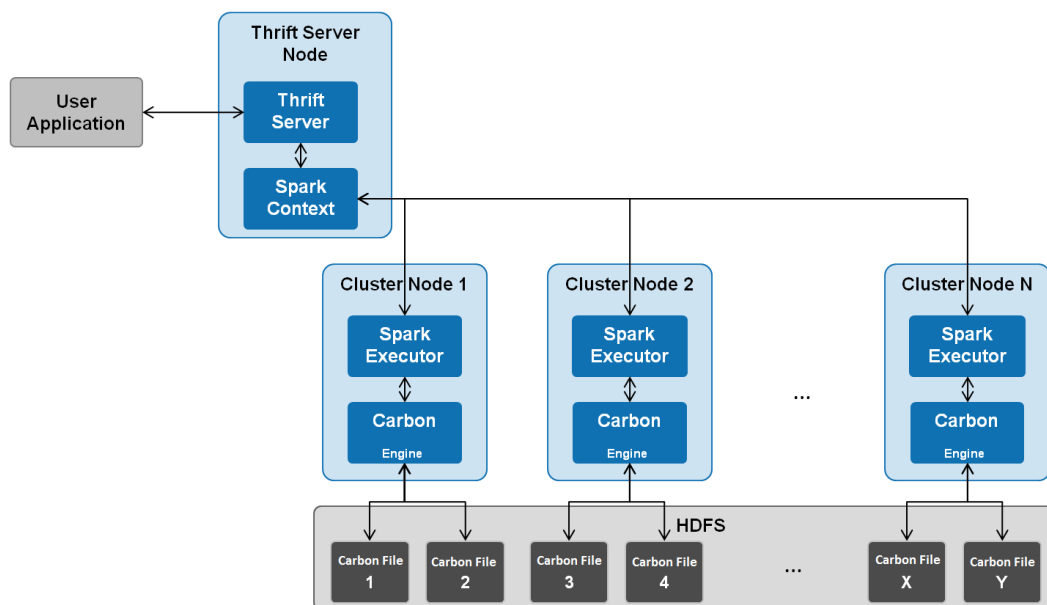 Thrift Server
Node
User
Application
Thrift
Server
Spark
Context
Cluster Node 1
Cluster Node 2
Cluster Node N
Spark
Executor
Spark
Executor
Spark
Executor
...
Carbon
Engine
Carbon
Engine
Carbon
Engine
HDFS
Carbon File
1
Carbon File
2
Carbon File
3
Carbon File
4
...
Carbon File
X
Carbon File
Y